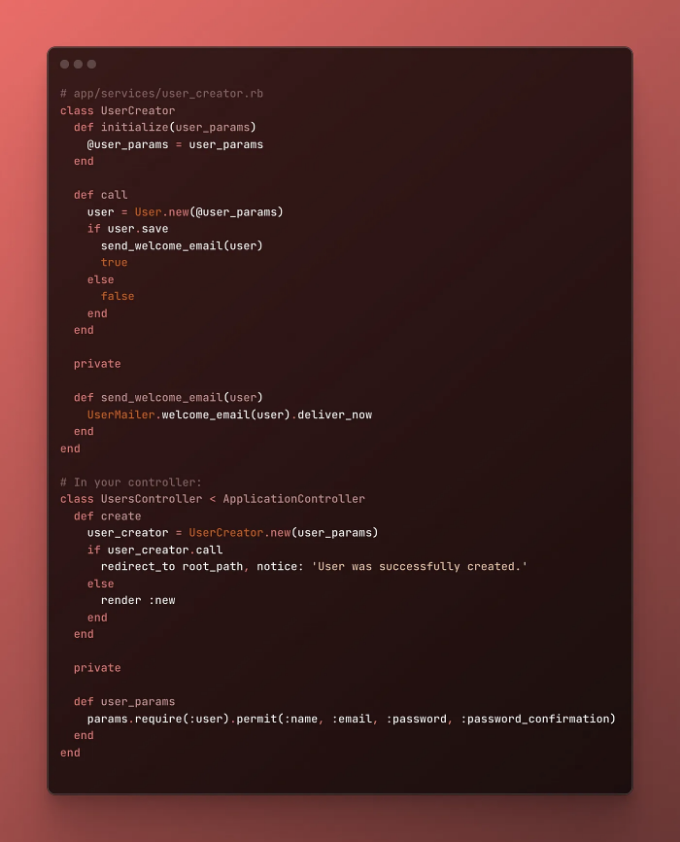 # app/services/user_creator.rb
class UserCreator
  def initialize(user_params)
    @user_params = user_params
  end

  def call
    user = User.new(@user_params)
    if user.save
      send_welcome_email(user)
      true
    else
      false
    end
  end

  private

  def send_welcome_email(user)
    UserMailer.welcome_email(user).deliver_now
  end
end

# In your controller:
class UsersController < ApplicationController
  def create
    user_creator = UserCreator.new(user_params)
    if user_creator.call
      redirect_to root_path, notice: 'User was successfully created.'
    else
      render :new
    end
  end

  private

  def user_params
    params.require(:user).permit(:name, :email, :password, :password_confirmation)
  end
end